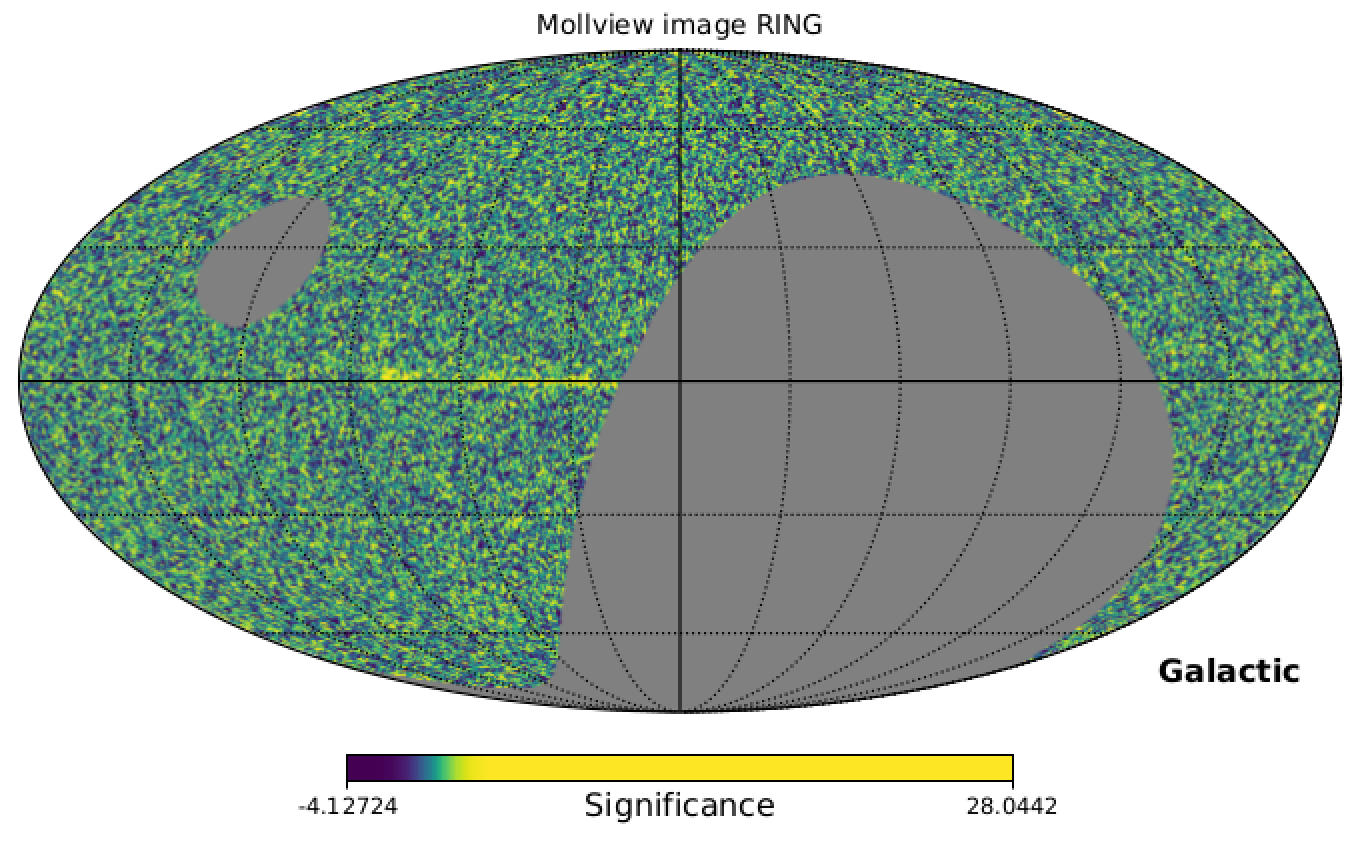 Mollview image RING
Galactic
-4.12724 Significance 28.0442